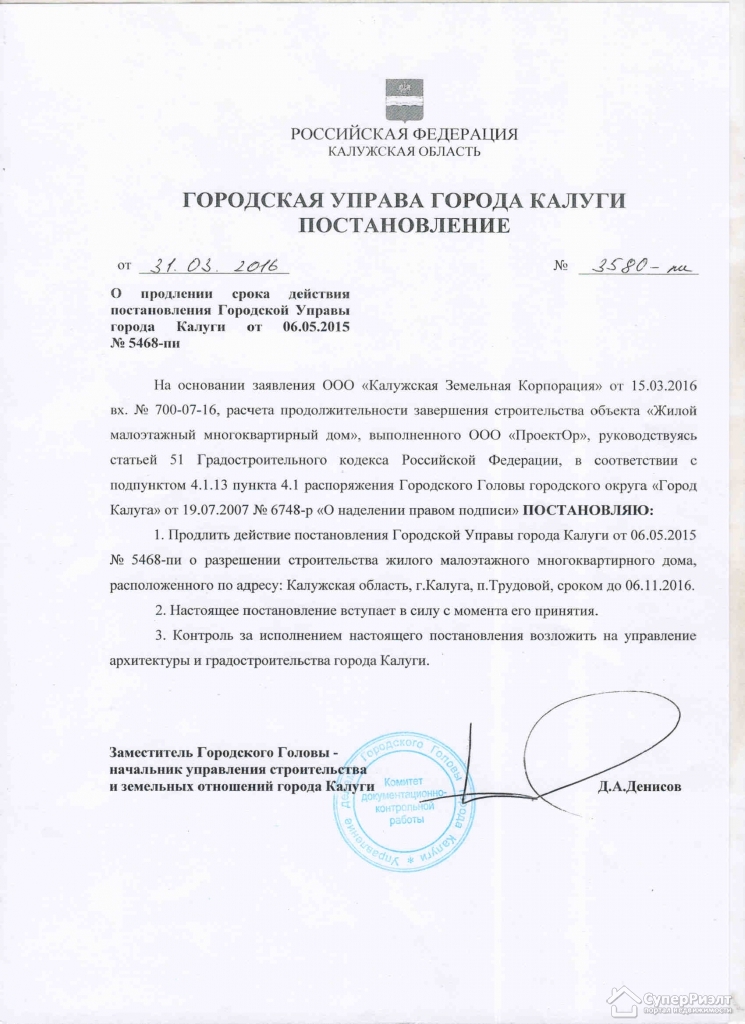 РОССИЙСКАЯ ФЕДЕРАЦИЯ
КАЛУЖСКАЯ ОБЛАСТЬ
ГОРОДСКАЯ УПРАВА ГОРОДА КАЛУГИ
ПОСТАНОВЛЕНИЕ
от 31.03.2016 № 3580-пи
О продлении срока действия
постановления Городской Управы
города Калуги от 06.05.2015
№ 5468-пи
На основании заявления ООО «Калужская Земельная Корпорация» от 15.03.2016
вх. № 700-07-16, расчета продолжительности завершения строительства объекта «Жилой
малоэтажный многоквартирный дом», выполненного ООО «ПроектОр», руководствуясь
статьей 51 Градостроительного кодекса Российской Федерации, в соответствии с
подпунктом 4.1.13 пункта 4.1 распоряжения Городского Головы городского округа «Город
Калуга» от 19.07.2007 № 6748-р «О наделении правом подписи» ПОСТАНОВЛЯЮ:
1. Продлить действие постановления Городской Управы города Калуги от 06.05.2015
№ 5468-пи о разрешении строительства жилого малоэтажного многоквартирного дома,
расположенного по адресу: Калужская область, г.Калуга, п.Трудовой, сроком до 06.11.2016.
2. Настоящее постановление вступает в силу с момента его принятия.
3. Контроль за исполнением настоящего постановления возложить на управление
архитектуры и градостроительства города Калуги.
Заместитель Городского Головы -
начальник управления строительства
и земельных отношений города Калуги Д.А.Денисов
Управление делами Городского Головы города Калуги *
Комитет
документационно-
контрольной
работы
СуперРиэлт
портал недвижимости